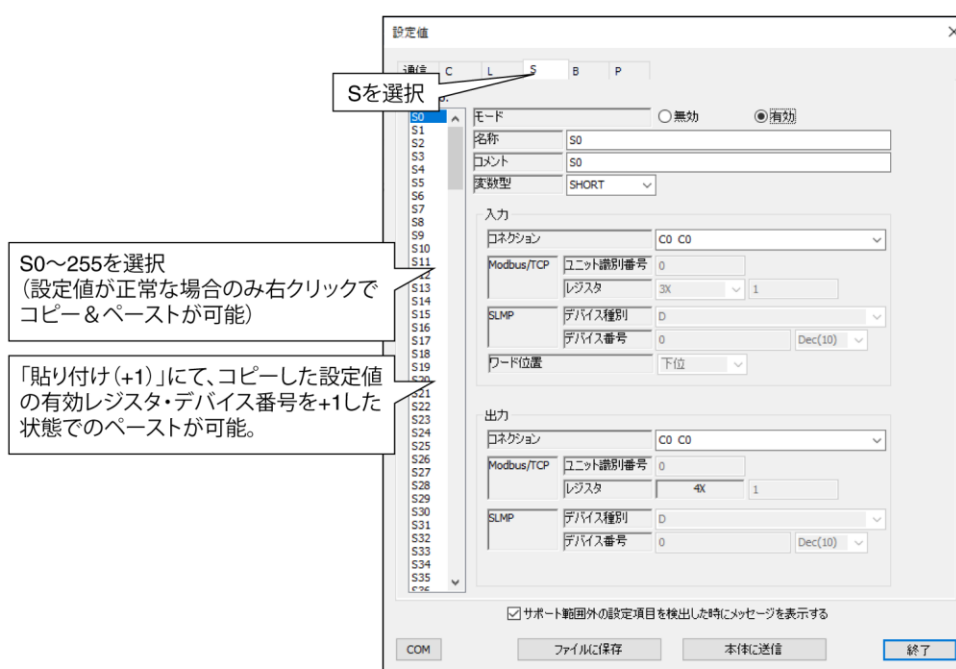 設定値
通信 C L S B P
Sを選択
S0
S1
S2
S3
S4
S5
S6
S7
S8
S9
S10
S11
S12
S13
S14
S15
S16
S17
S18
S19
S20
S21
S22
S23
S24
S25
S26
S27
S28
S29
S30
S31
S32
S33
S34
S35
S36
S0～255を選択
（設定値が正常な場合のみ右クリックで
コピー＆ペーストが可能）
「貼り付け（+1）」にて、コピーした設定値
の有効レジスタ・デバイス番号を+1した
状態でのペーストが可能。
モード 無効 有効
名称 S0
コメント S0
変数型 SHORT
入力
コネクション C0 C0
Modbus/TCP ユニット識別番号 0
レジスタ 3X 1
SLMP デバイス種別 D
デバイス番号 0 Dec(10)
ワード位置 下位
出力
コネクション C0 C0
Modbus/TCP ユニット識別番号 0
レジスタ 4X 1
SLMP デバイス種別 D
デバイス番号 0 Dec(10)
サポート範囲外の設定項目を検出した時にメッセージを表示する
COM ファイルに保存 本体に送信 終了